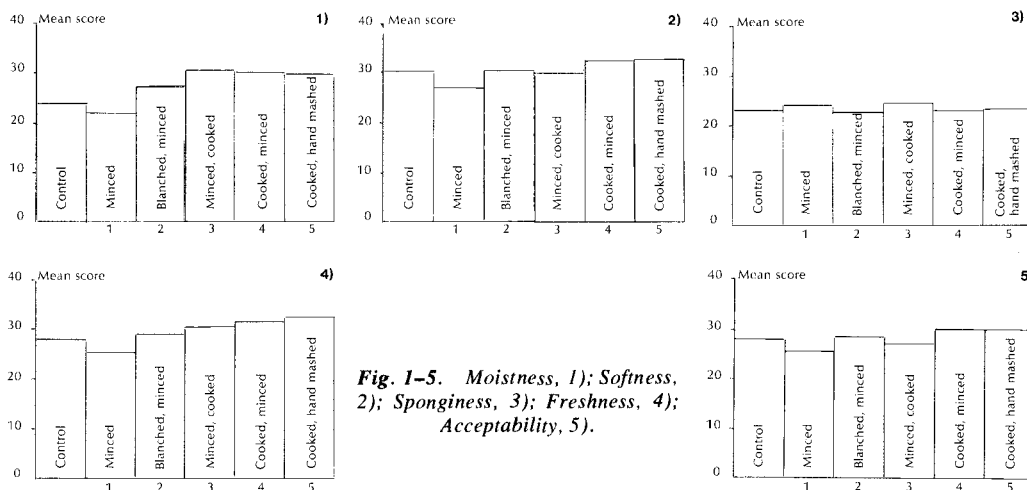 Mean score
1)
40
30
20
10
0
Control
Minced
Blanched, minced
Minced, cooked
Cooked, minced
Cooked, hand mashed
1 2 3 4 5
Mean score
2)
40
30
20
10
0
Control
Minced
Blanched, minced
Minced, cooked
Cooked, minced
Cooked, hand mashed
1 2 3 4 5
Mean score
3)
40
30
20
10
0
Control
Minced
Blanched, minced
Minced, cooked
Cooked, minced
Cooked,
hand mashed
1 2 3 4 5
Mean score
4)
40
30
20
10
0
Control
Minced
Blanched, minced
Minced, cooked
Cooked, minced
Cooked, hand mashed
1 2 3 4 5
Fig. 1–5. Moistness, 1); Softness,
2); Sponginess, 3); Freshness, 4);
Acceptability, 5).
Mean score
5
40
30
20
10
0
Control
Minced
Blanched, minced
Minced, cooked
Cooked, minced
Cooked, hand mashed
1 2 3 4 5